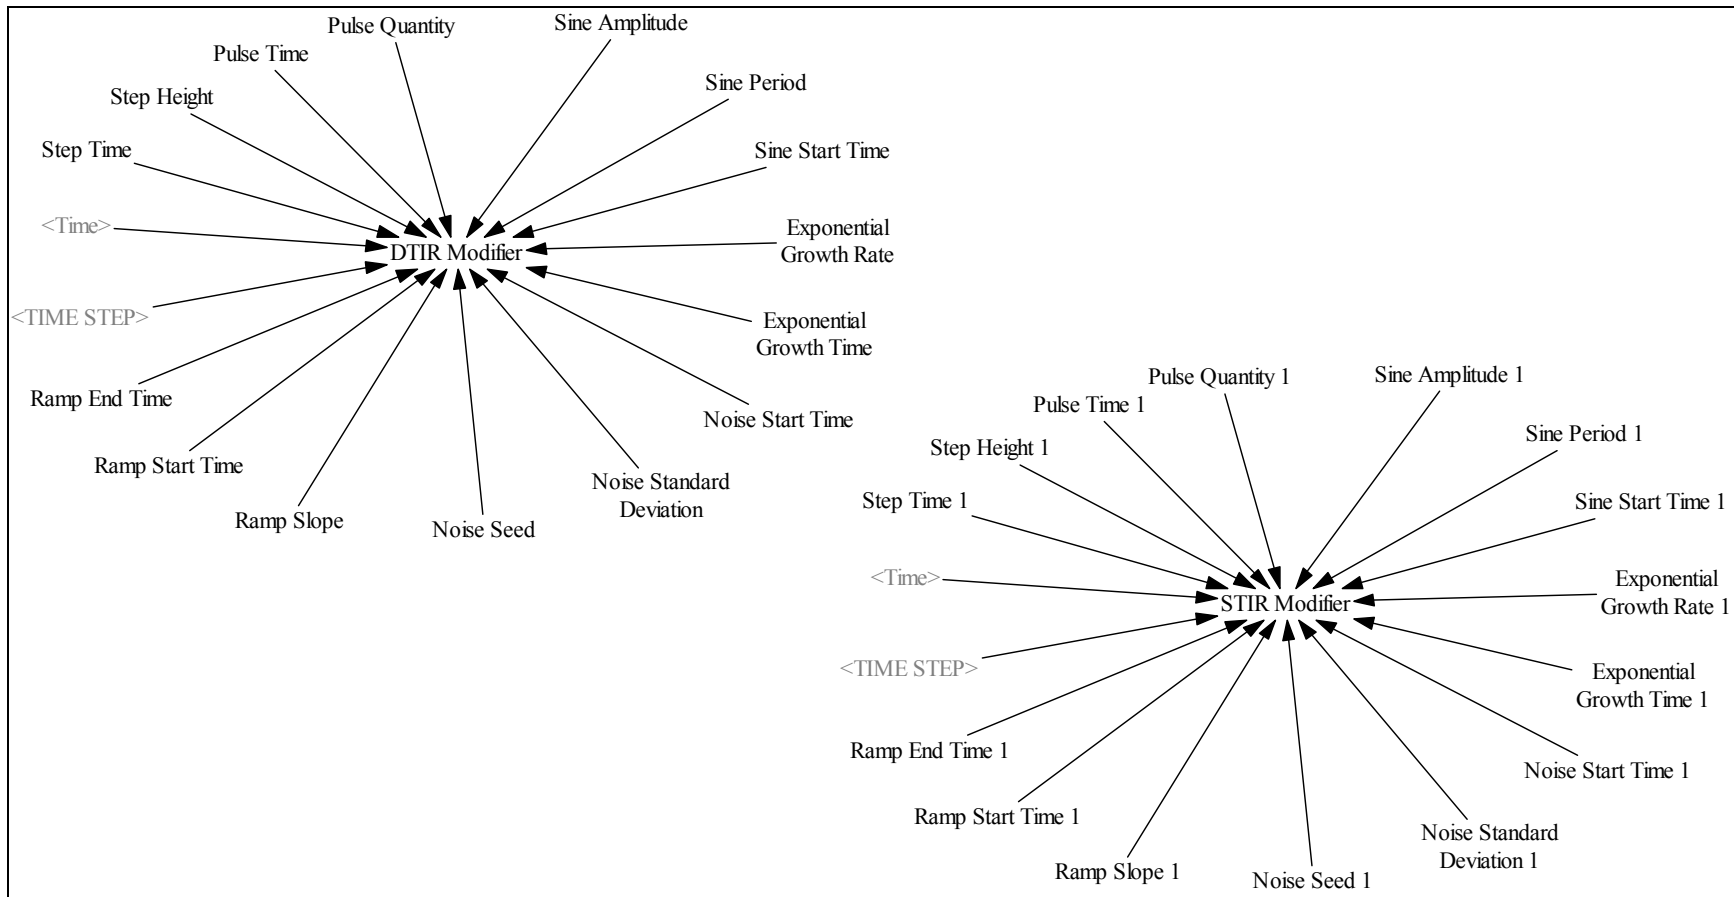 Pulse Quantity
Sine Amplitude
Pulse Time
Sine Period
Step Height
Step Time
Sine Start Time
<Time>
Exponential
Growth Rate
DTIR Modifier
<TIME STEP>
Exponential
Growth Time
Ramp End Time
Noise Start Time
Ramp Start Time
Noise Standard
Deviation
Ramp Slope
Noise Seed
Pulse Quantity 1
Sine Amplitude 1
Pulse Time 1
Sine Period 1
Step Height 1
Step Time 1
Sine Start Time 1
<Time>
Exponential
Growth Rate 1
STIR Modifier
<TIME STEP>
Exponential
Growth Time 1
Ramp End Time 1
Noise Start Time 1
Ramp Start Time 1
Noise Standard
Deviation 1
Ramp Slope 1
Noise Seed 1